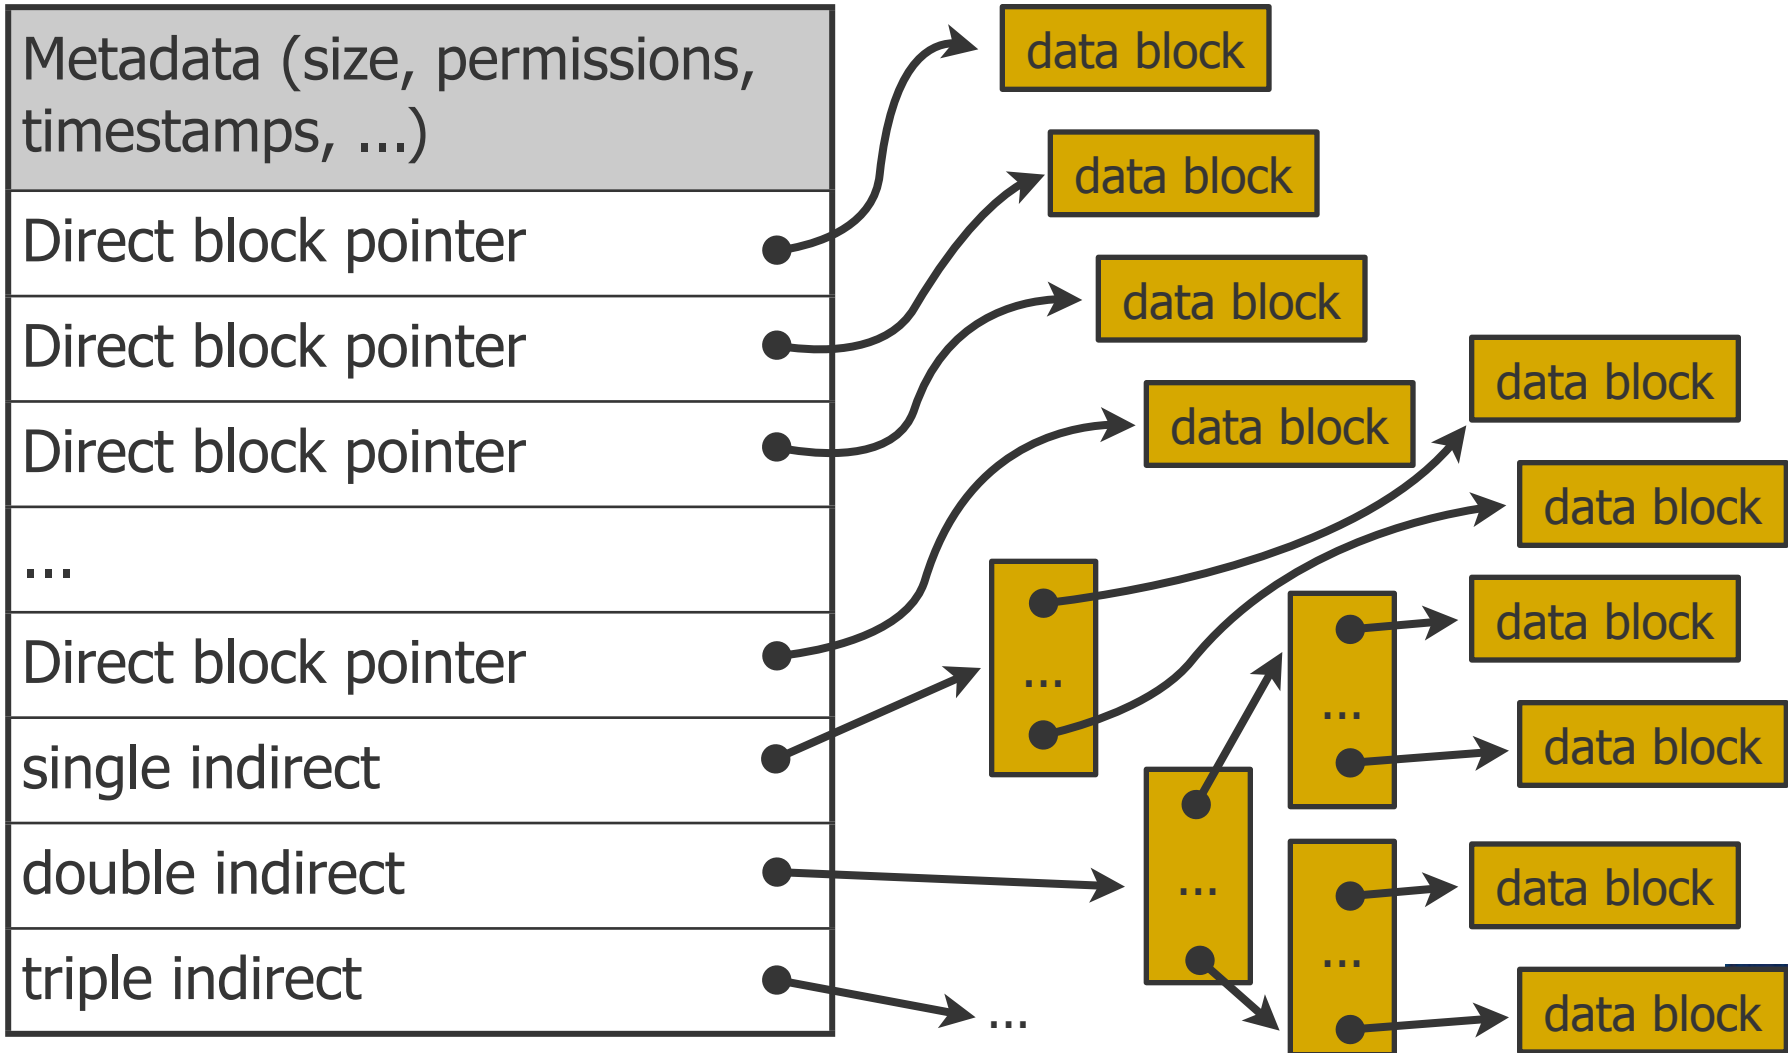 Metadata (size, permissions,
timestamps, ...)
Direct block pointer
Direct block pointer
Direct block pointer
...
Direct block pointer
single indirect
double indirect
triple indirect
data block
data block
data block
data block
...
data block
data block
...
data block
data block
...
data block
data block
...
...